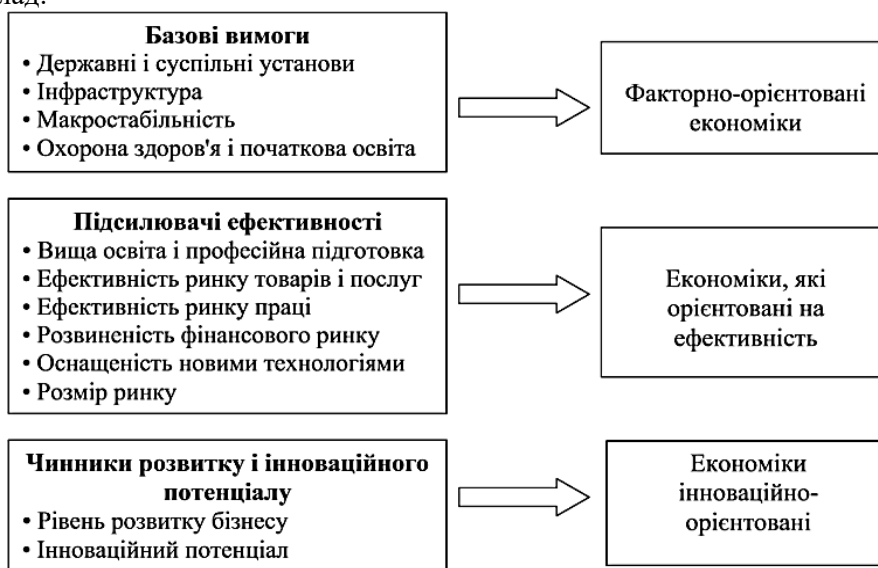 Базові вимоги
• Державні і суспільні установи
• Інфраструктура
• Макростабільність
• Охорона здоров'я і початкова освіта
Факторно-орієнтовані
економіки
Підсилювачі ефективності
• Вища освіта і професійна підготовка
• Ефективність ринку товарів і послуг
• Ефективність ринку праці
• Розвиненість фінансового ринку
• Оснащеність новими технологіями
• Розмір ринку
Економіки, які
орієнтовані на
ефективність
Чинники розвитку і інноваційного
потенціалу
• Рівень розвитку бізнесу
• Інноваційний потенціал
Економіки
інноваційно-
орієнтовані